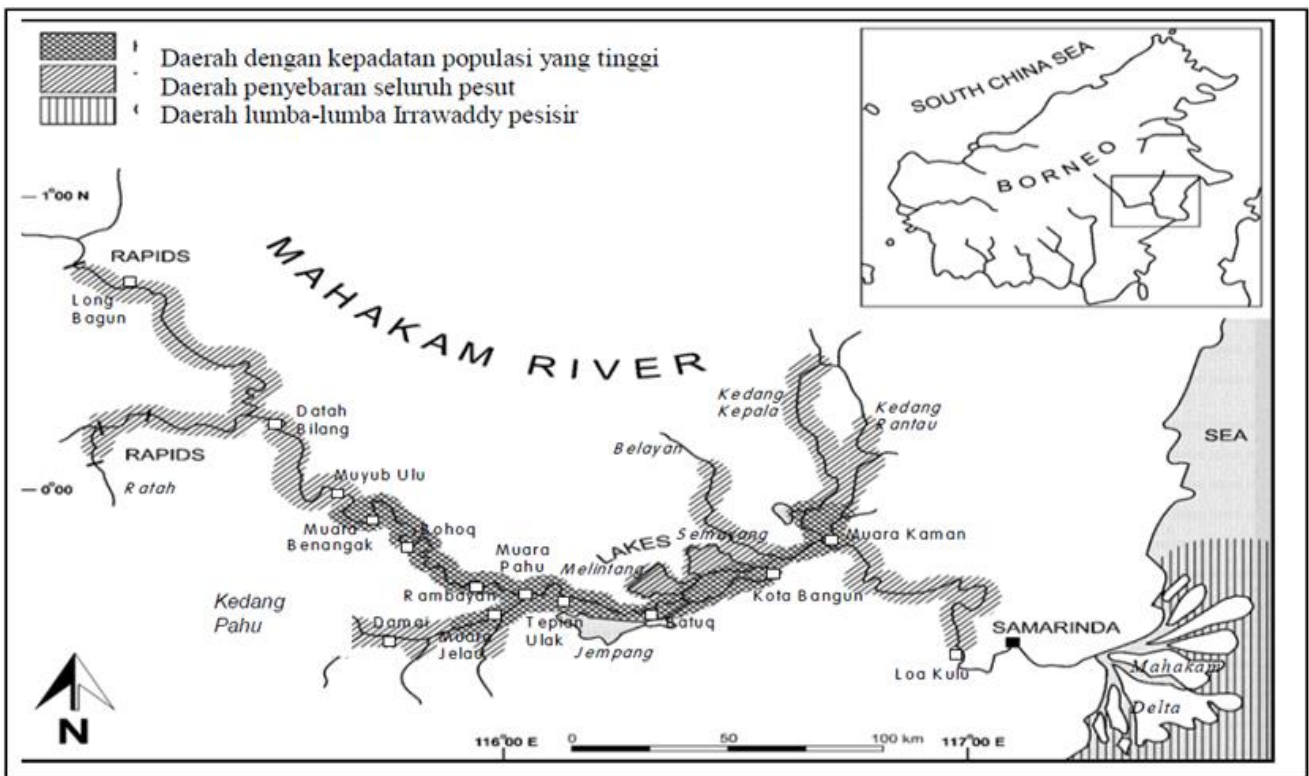 Daerah dengan kepadatan populasi yang tinggi
Daerah penyebaran seluruh pesut
Daerah lumba-lumba Irrawaddy pesisir
SOUTH CHINA SEA
BORNEO
1°00 N
RAPIDS
Long
Bagun
MAHAKAM RIVER
Datah
Bilang
RAPIDS
Ratah
0°00
Muyub Ulu
Muara
Benangak
Bohoq
Kedang
Kepala
Kedang
Rantau
Belayan
SEA
LAKES
Semayang
Melintang
Muara Kaman
Muara
Pahu
Rambayan
Kota Bangun
Kedang
Pahu
Damai
Muara
Jelau
Tepian
Ulak
Batuq
Jempang
SAMARINDA
Loa Kulu
Mahakam
Delta
N
116°00 E
0
50
100 km
117°00 E